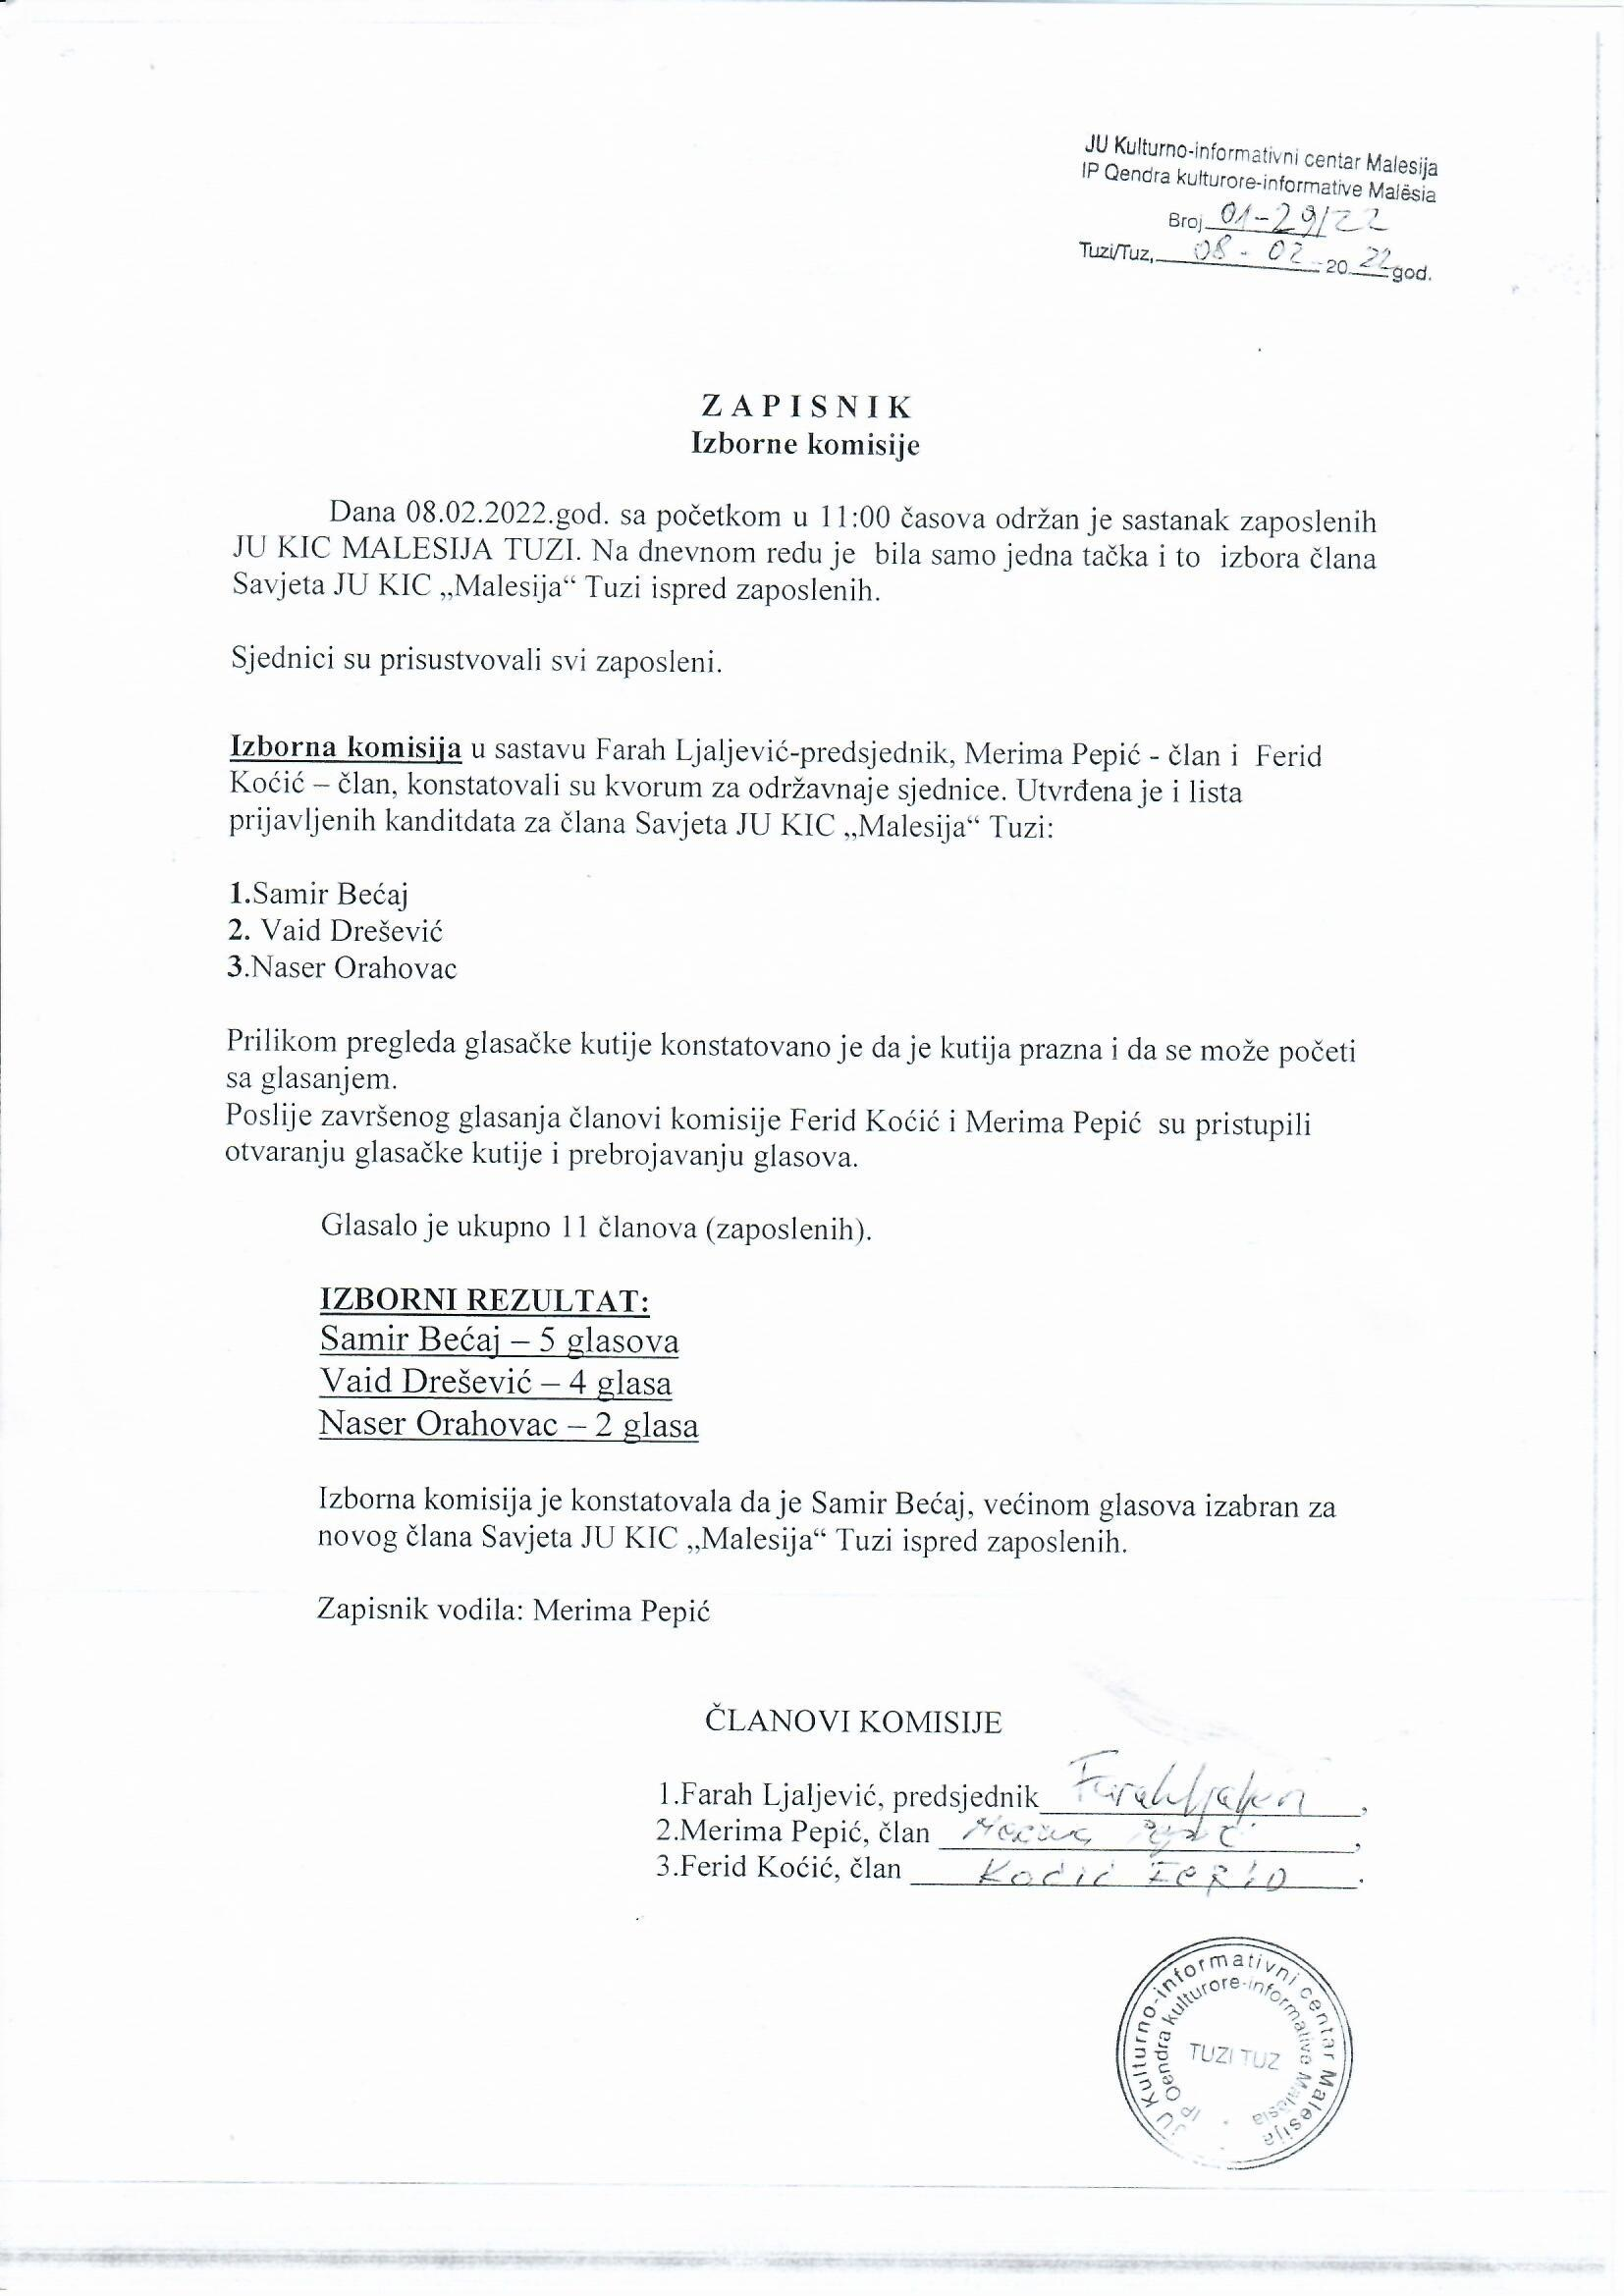 JU Kulturno-informativni centar Malesija
IP Qendra kulturore-informative Malësia
Broj 01-29/22
Tuzi/Tuz, 08-02-2022 god.
ZAPISNIK
Izborne komisije
Dana 08.02.2022.god. sa početkom u 11:00 časova održan je sastanak zaposlenih
JU KIC MALESIJA TUZI. Na dnevnom redu je bila samo jedna tačka i to izbora člana
Savjeta JU KIC „Malesija“ Tuzi ispred zaposlenih.
Sjednici su prisustvovali svi zaposleni.
Izborna komisija u sastavu Farah Ljaljević-predsjednik, Merima Pepić - član i Ferid
Koćić – član, konstatovali su kvorum za održavnaje sjednice. Utvrđena je i lista
prijavljenih kanditdata za člana Savjeta JU KIC „Malesija“ Tuzi:
1.Samir Bećaj
2. Vaid Drešević
3.Naser Orahovac
Prilikom pregleda glasačke kutije konstatovano je da je kutija prazna i da se može početi
sa glasanjem.
Poslije završenog glasanja članovi komisije Ferid Koćić i Merima Pepić su pristupili
otvaranju glasačke kutije i prebrojavanju glasova.
Glasalo je ukupno 11 članova (zaposlenih).
IZBORNI REZULTAT:
Samir Bećaj – 5 glasova
Vaid Drešević – 4 glasa
Naser Orahovac – 2 glasa
Izborna komisija je konstatovala da je Samir Bećaj, većinom glasova izabran za
novog člana Savjeta JU KIC „Malesija“ Tuzi ispred zaposlenih.
Zapisnik vodila: Merima Pepić
ČLANOVI KOMISIJE
1.Farah Ljaljević, predsjednik ,
2.Merima Pepić, član ,
3.Ferid Koćić, član Koćić FERID.
JU Kulturno-informativni centar Malesija
IP Qendra kulturore-informative Malesia
TUZI TUZ